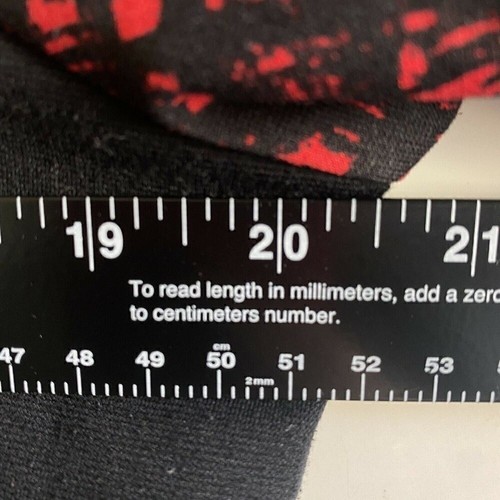 19 20 21
To read length in millimeters, add a zero
to centimeters number.
cm
47 48 49 50 51 52 53
2mm